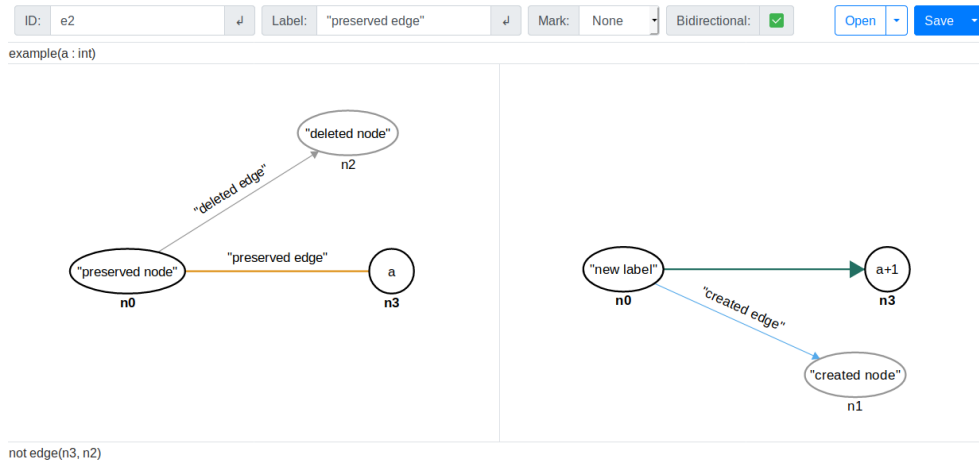 ID: e2 ↲ Label: "preserved edge" ↲ Mark: None Bidirectional: Open Save
example(a : int)
"deleted node"
n2
"deleted edge"
"preserved edge"
"preserved node"
a
n0
n3
"new label"
a+1
n0
n3
"created edge"
"created node"
n1
not edge(n3, n2)